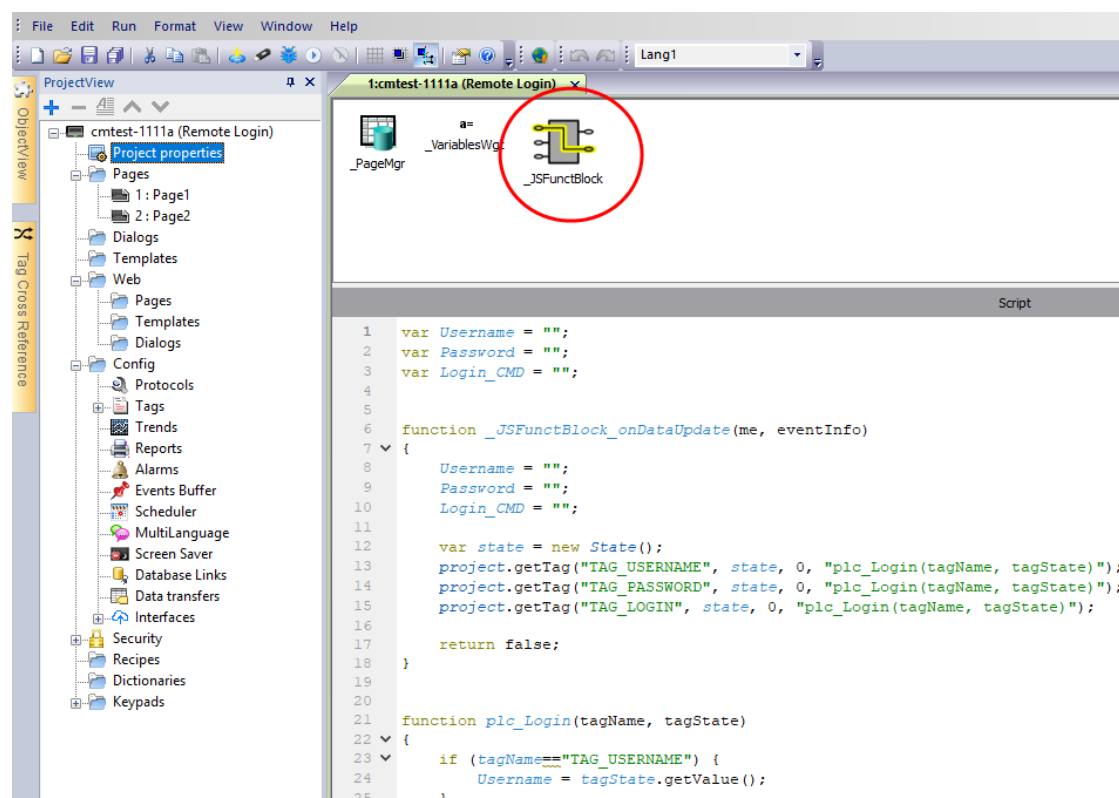 File Edit Run Format View Window Help
Lang1
ProjectView
ObjectView
Tag Cross Reference
cmtest-1111a (Remote Login)
Project properties
Pages
1 : Page1
2 : Page2
Dialogs
Templates
Web
Pages
Templates
Dialogs
Config
Protocols
Tags
Trends
Reports
Alarms
Events Buffer
Scheduler
MultiLanguage
Screen Saver
Database Links
Data transfers
Interfaces
Security
Recipes
Dictionaries
Keypads
1:cmtest-1111a (Remote Login) x
a=
_PageMgr
_VariablesWgt
_JSFunctBlock
Script
1 var Username = "";
2 var Password = "";
3 var Login_CMD = "";
4
5
6 function _JSFunctBlock_onDataUpdate(me, eventInfo)
7 {
8 Username = "";
9 Password = "";
10 Login_CMD = "";
11
12 var state = new State();
13 project.getTag("TAG_USERNAME", state, 0, "plc_Login(tagName, tagState)");
14 project.getTag("TAG_PASSWORD", state, 0, "plc_Login(tagName, tagState)");
15 project.getTag("TAG_LOGIN", state, 0, "plc_Login(tagName, tagState)");
16
17 return false;
18 }
19
20
21 function plc_Login(tagName, tagState)
22 {
23 if (tagName=="TAG_USERNAME") {
24 Username = tagState.getValue();
25 }